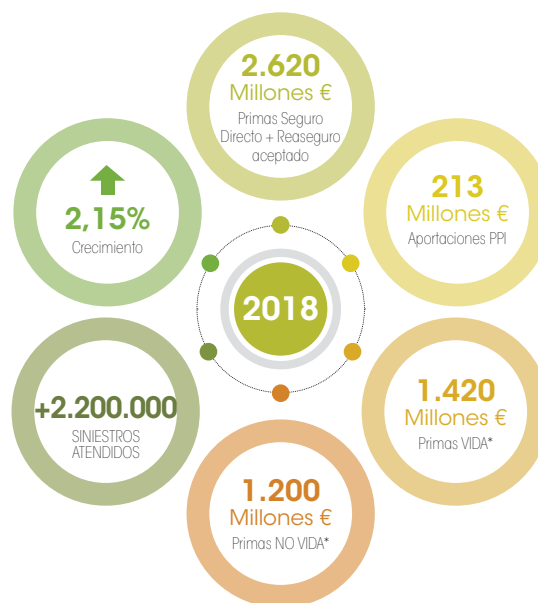 2.620
Millones €
Primas Seguro
Directo + Reaseguro
aceptado
2,15%
Crecimiento
213
Millones €
Aportaciones PPI
2018
+2.200.000
SINIESTROS
ATENDIDOS
1.420
Millones €
Primas VIDA*
1.200
Millones €
Primas NO VIDA*